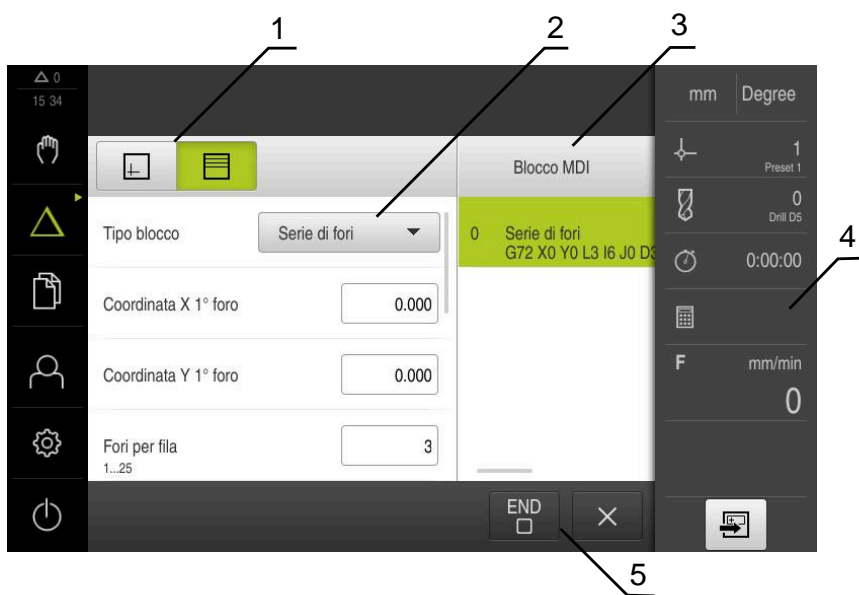 1
2
3
0
15 34
mm Degree
Blocco MDI
1
Preset 1
Tipo blocco Serie di fori
0 Serie di fori
G72 X0 Y0 L3 I6 J0 D3
0
Drill D5
4
Coordinata X 1° foro 0.000
0:00:00
Coordinata Y 1° foro 0.000
F mm/min
0
Fori per fila 3
1...25
END
5